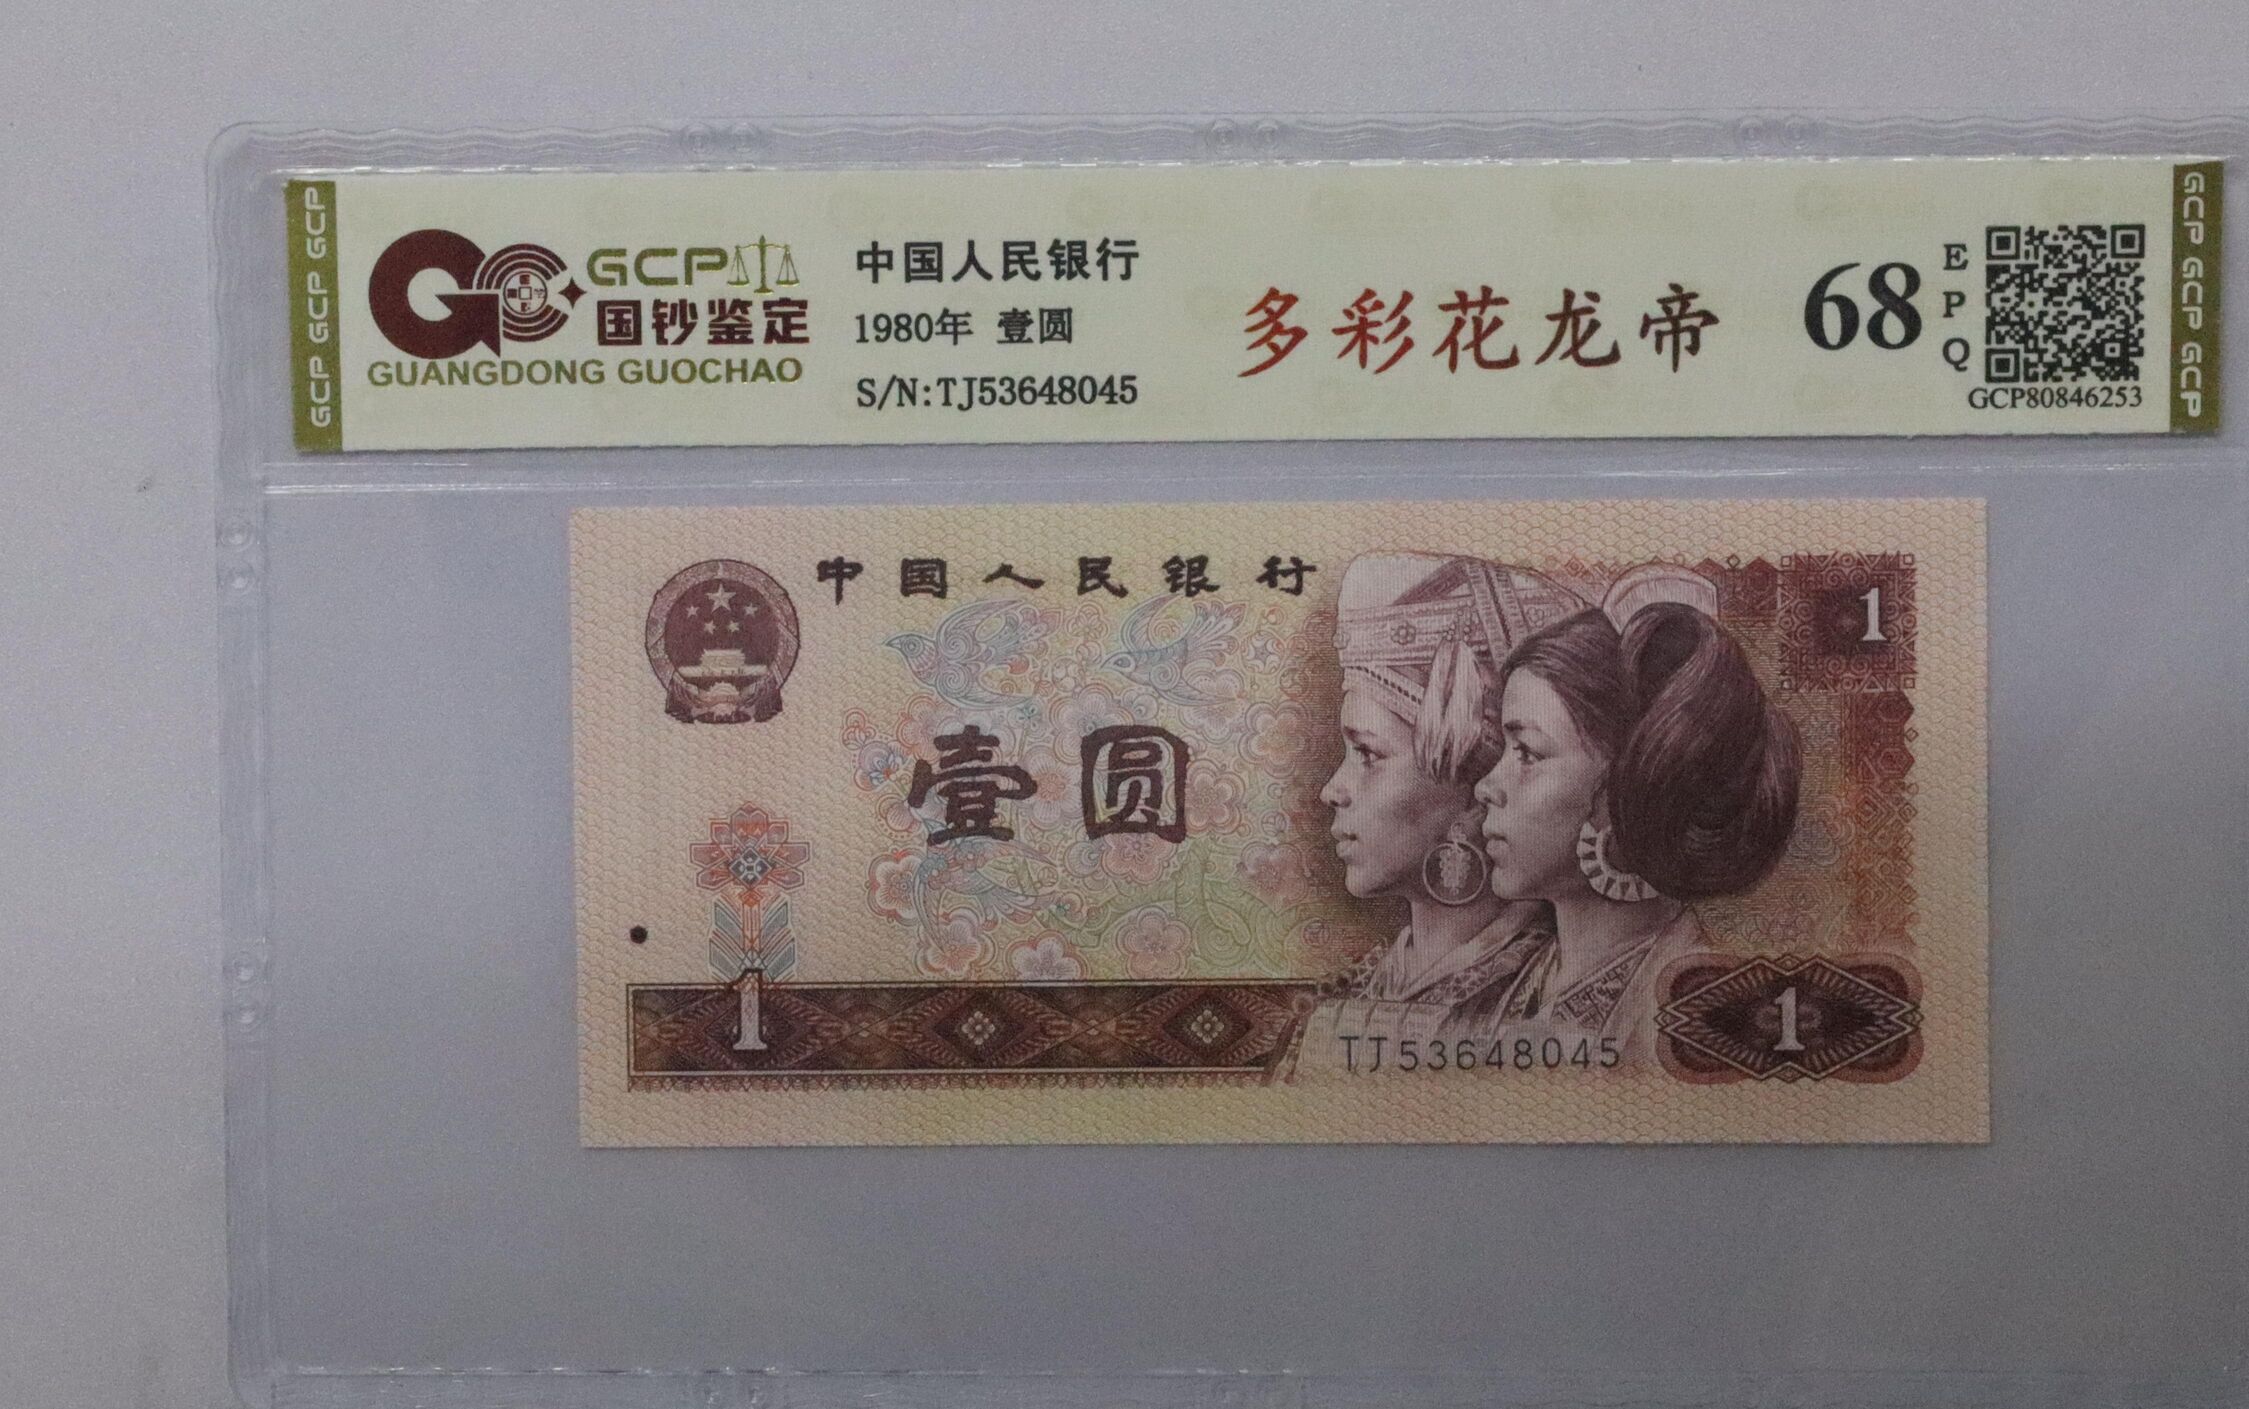 GCP GCP GCP
GCP
国钞鉴定
GUANGDONG GUOCHAO
中国人民银行
1980年 壹圆
S/N:TJ53648045
多彩花龙帝
68
EPQ
GCP80846253
GCP GCP GCP
中国人民银行
1
壹圆
1
TJ53648045
1